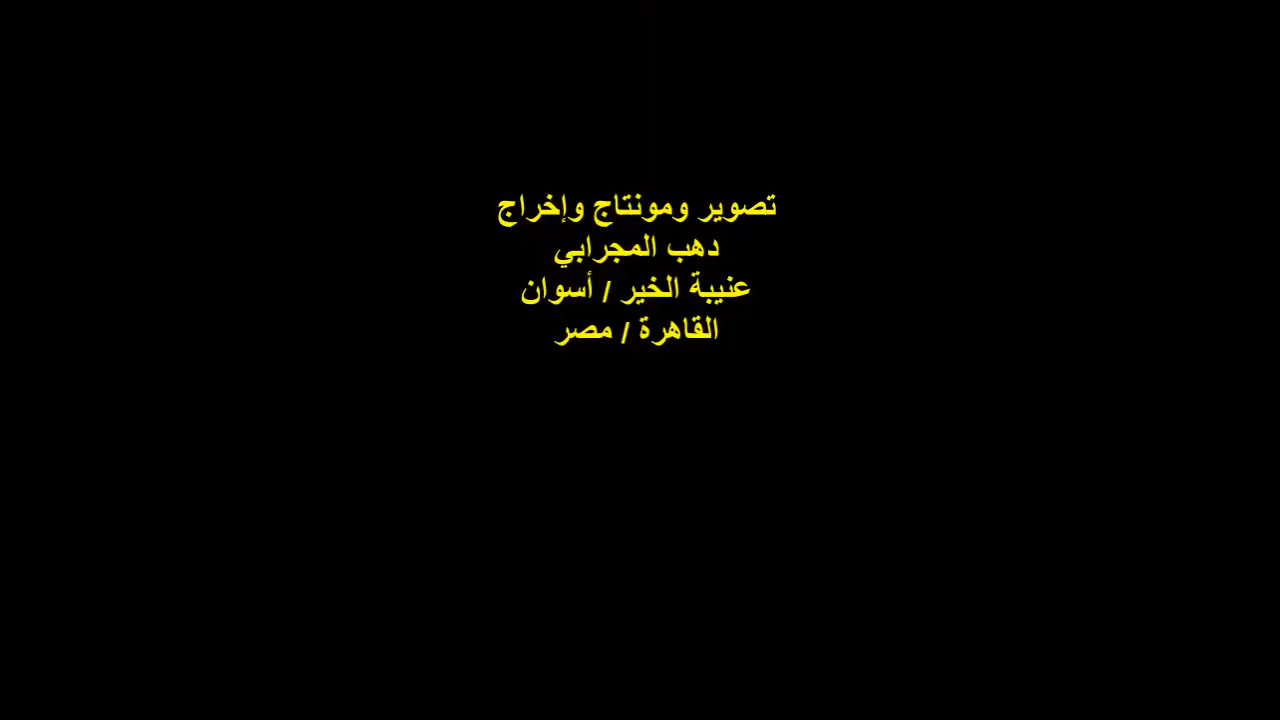 تصوير ومونتاج وإخراج
دهب المجرابي
عنيبة الخير / أسوان
القاهرة / مصر